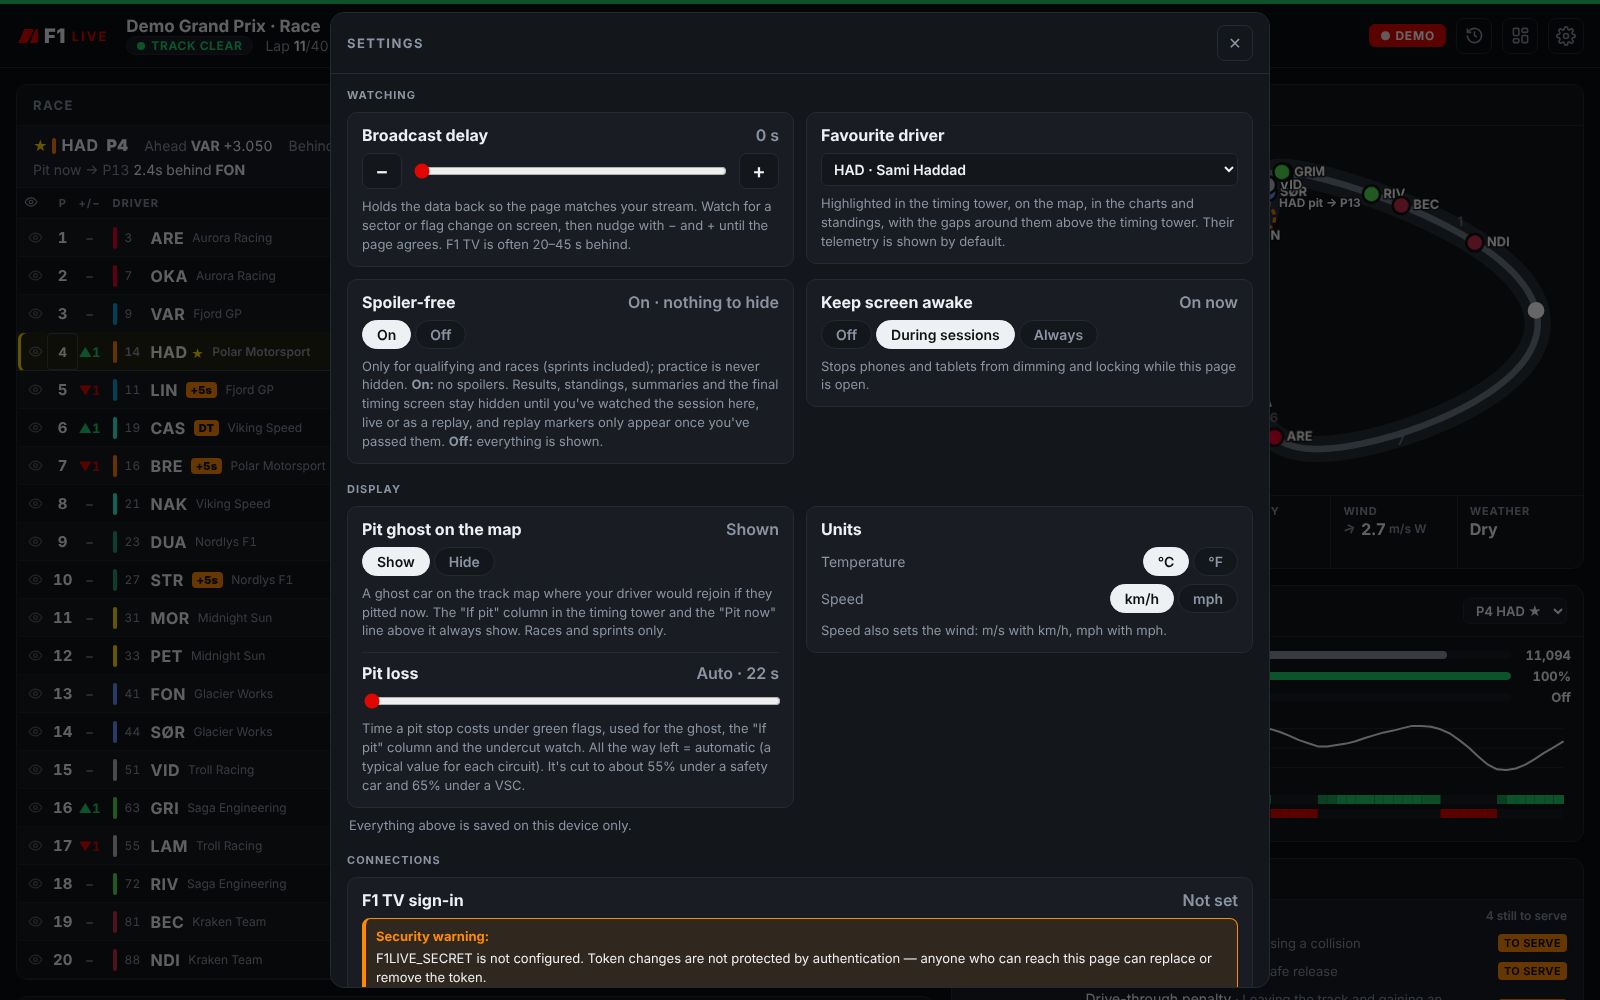 F1 LIVE
Demo Grand Prix · Race
TRACK CLEAR Lap 11/40
DEMO
SETTINGS
WATCHING
Broadcast delay 0 s
− +
Holds the data back so the page matches your stream. Watch for a
sector or flag change on screen, then nudge with − and + until the
page agrees. F1 TV is often 20–45 s behind.
Favourite driver
HAD · Sami Haddad
Highlighted in the timing tower, on the map, in the charts and
standings, with the gaps around them above the timing tower. Their
telemetry is shown by default.
Spoiler-free On · nothing to hide
On Off
Only for qualifying and races (sprints included); practice is never
hidden. On: no spoilers. Results, standings, summaries and the final
timing screen stay hidden until you've watched the session here,
live or as a replay, and replay markers only appear once you've
passed them. Off: everything is shown.
Keep screen awake On now
Off During sessions Always
Stops phones and tablets from dimming and locking while this page
is open.
DISPLAY
Pit ghost on the map Shown
Show Hide
A ghost car on the track map where your driver would rejoin if they
pitted now. The "If pit" column in the timing tower and the "Pit now"
line above it always show. Races and sprints only.
Pit loss Auto · 22 s
Time a pit stop costs under green flags, used for the ghost, the "If
pit" column and the undercut watch. All the way left = automatic (a
typical value for each circuit). It's cut to about 55% under a safety
car and 65% under a VSC.
Units
Temperature °C °F
Speed km/h mph
Speed also sets the wind: m/s with km/h, mph with mph.
Everything above is saved on this device only.
CONNECTIONS
F1 TV sign-in Not set
Security warning:
F1LIVE_SECRET is not configured. Token changes are not protected by authentication — anyone who can reach this page can replace or
remove the token.
RACE
★ HAD P4 Ahead VAR +3.050 Behind
Pit now → P13 2.4s behind FON
P +/− DRIVER
1 – 3 ARE Aurora Racing
2 – 7 OKA Aurora Racing
3 – 9 VAR Fjord GP
4 ▲1 14 HAD ★ Polar Motorsport
5 ▼1 11 LIN +5s Fjord GP
6 ▲1 19 CAS DT Viking Speed
7 ▼1 16 BRE +5s Polar Motorsport
8 – 21 NAK Viking Speed
9 – 23 DUA Nordlys F1
10 – 27 STR +5s Nordlys F1
11 – 31 MOR Midnight Sun
12 – 33 PET Midnight Sun
13 – 41 FON Glacier Works
14 – 44 SØR Glacier Works
15 – 51 VID Troll Racing
16 ▲1 63 GRI Saga Engineering
17 ▼1 55 LAM Troll Racing
18 – 72 RIV Saga Engineering
19 – 81 BEC Kraken Team
20 – 88 NDI Kraken Team
GRIM
VID
SØR
HAD pit → P13
RIV
BEC
1
NDI
N
6
ARE
7
Y WIND WEATHER
2.7 m/s W Dry
P4 HAD ★
11,094
100%
Off
4 still to serve
sing a collision TO SERVE
afe release TO SERVE
Drive-through penalty · Leaving the track and gaining an